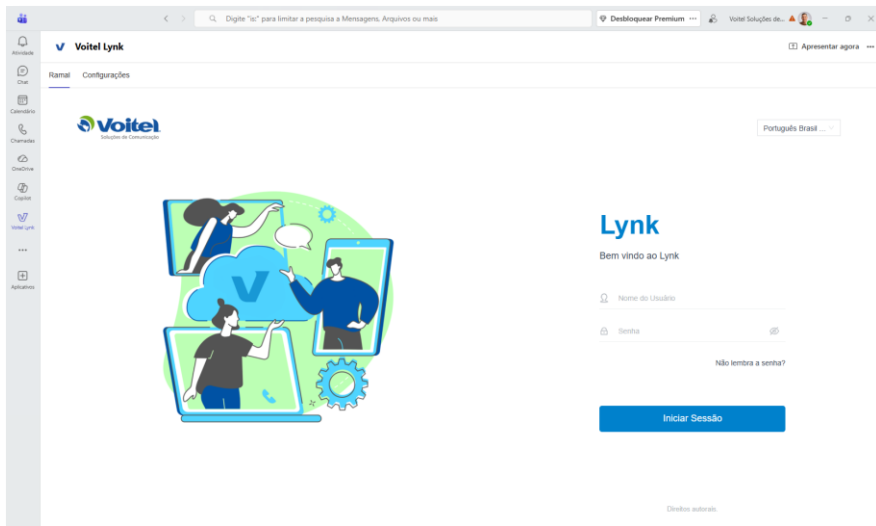 Digite "is:" para limitar a pesquisa a Mensagens, Arquivos ou mais
Desbloquear Premium
Voitel Soluções de...
Atividade
Voitel Lynk
Apresentar agora
Chat
Ramal
Configurações
Calendário
Chamadas
OneDrive
Copilot
Voitel Lynk
Aplicativos
Voitel
Soluções de Comunicação
Português Brasil ...
Lynk
Bem vindo ao Lynk
Nome do Usuário
Senha
Não lembra a senha?
Iniciar Sessão
Direitos autorais